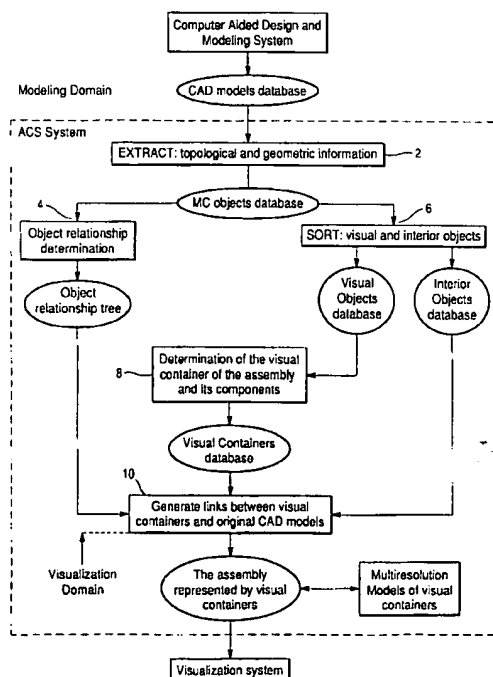 Computer Aided Design and
Modeling System
Modeling Domain
CAD models database
ACS System
EXTRACT: topological and geometric information
2
MC objects database
4
Object relationship
determination
6
SORT: visual and interior objects
Object
relationship tree
Visual
Objects
database
Interior
Objects
database
8
Determination of the visual
container of the assembly
and its components
Visual Containers
database
10
Generate links between visual
containers and original CAD models
Visualization
Domain
The assembly
represented by visual
containers
Multiresolution
Models of visual
containers
Visualization system